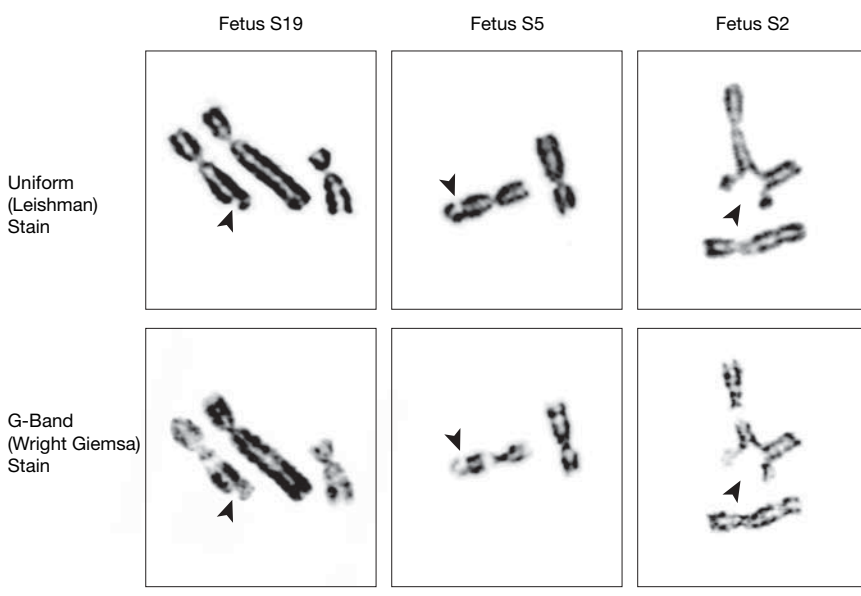 Fetus S19
Fetus S5
Fetus S2
Uniform
(Leishman)
Stain
G-Band
(Wright Giemsa)
Stain